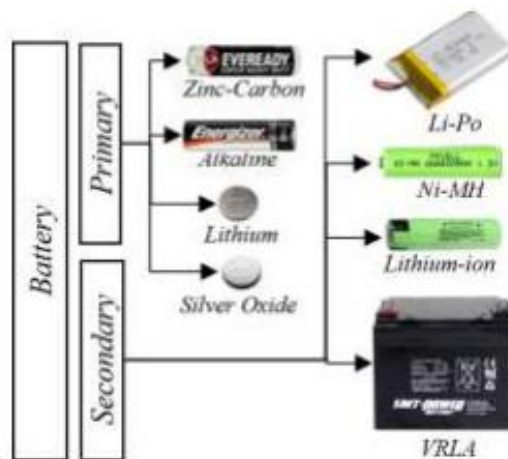 Battery
Primary
Secondary
EVEREADY
Zinc-Carbon
Energizer
Alkaline
Lithium
Silver Oxide
Li-Po
Ni-MH
Lithium-ion
VRLA